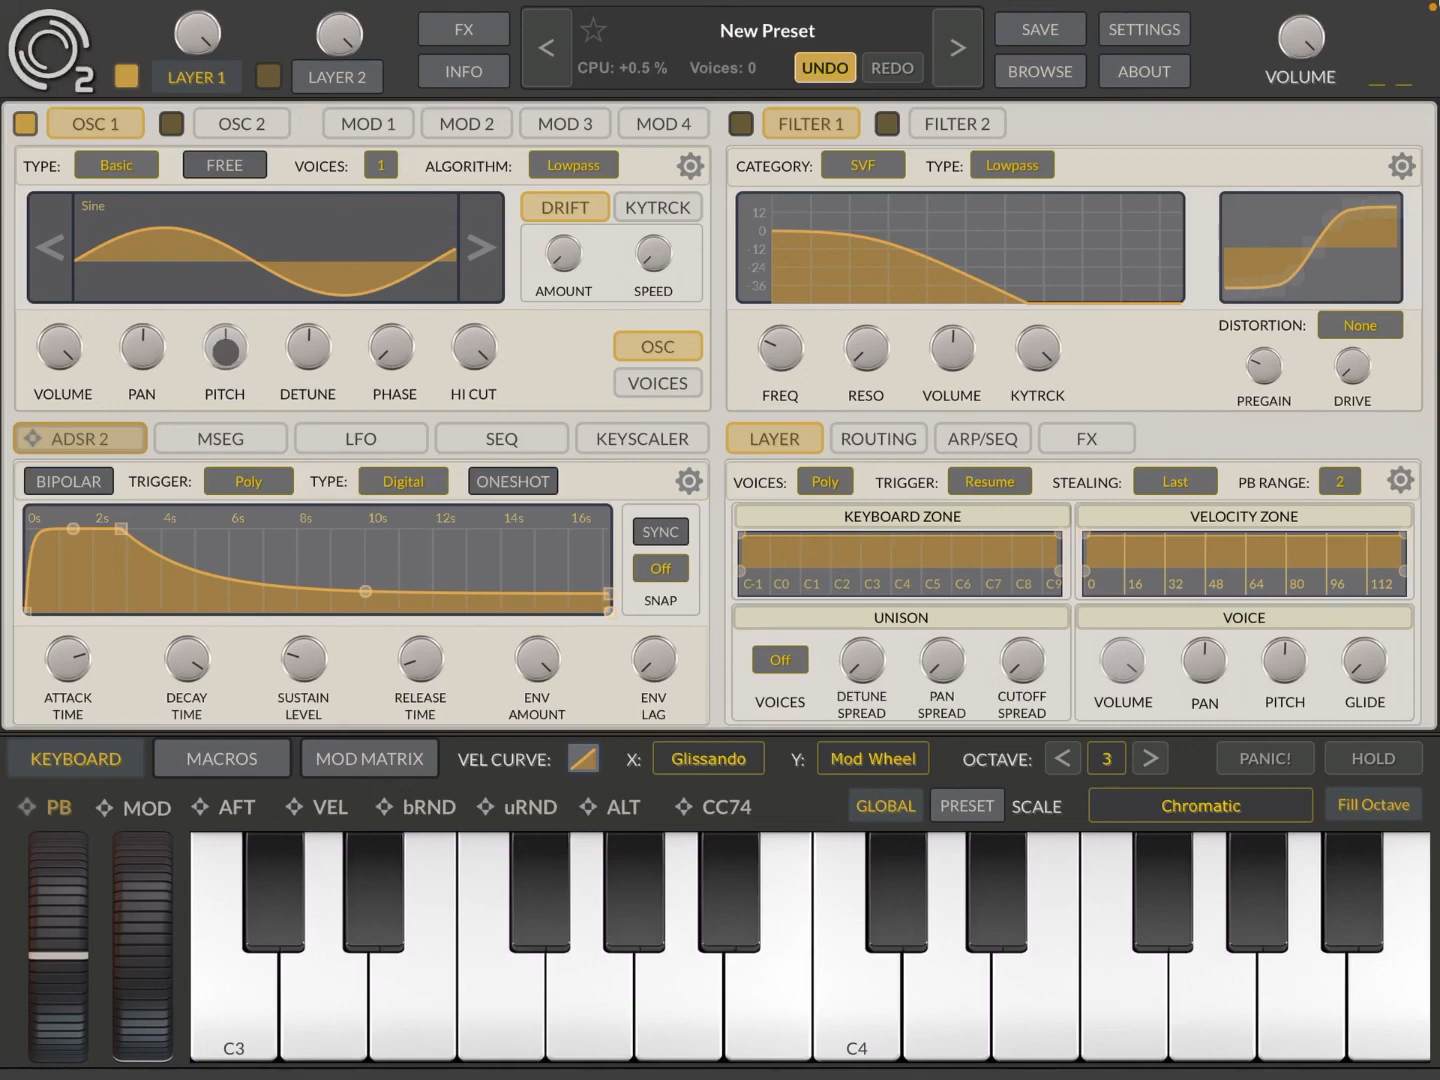 2
LAYER 1
LAYER 2
FX
INFO
<
New Preset
CPU: +0.5 %
Voices: 0
UNDO
REDO
>
SAVE
SETTINGS
BROWSE
ABOUT
VOLUME
OSC 1
OSC 2
MOD 1
MOD 2
MOD 3
MOD 4
TYPE:
Basic
FREE
VOICES:
1
ALGORITHM:
Lowpass
Sine
DRIFT
KYTRCK
AMOUNT
SPEED
VOLUME
PAN
PITCH
DETUNE
PHASE
HI CUT
OSC
VOICES
FILTER 1
FILTER 2
CATEGORY:
SVF
TYPE:
Lowpass
12
0
-12
-24
-36
DISTORTION:
None
FREQ
RESO
VOLUME
KYTRCK
PREGAIN
DRIVE
ADSR 2
MSEG
LFO
SEQ
KEYSCALER
BIPOLAR
TRIGGER:
Poly
TYPE:
Digital
ONESHOT
0s 2s 4s 6s 8s 10s 12s 14s 16s
SYNC
Off
SNAP
ATTACK
TIME
DECAY
TIME
SUSTAIN
LEVEL
RELEASE
TIME
ENV
AMOUNT
ENV
LAG
LAYER
ROUTING
ARP/SEQ
FX
VOICES:
Poly
TRIGGER:
Resume
STEALING:
Last
PB RANGE:
2
KEYBOARD ZONE
C-1 C0 C1 C2 C3 C4 C5 C6 C7 C8 C9
VELOCITY ZONE
0 16 32 48 64 80 96 112
UNISON
Off
VOICES
DETUNE
SPREAD
PAN
SPREAD
CUTOFF
SPREAD
VOICE
VOLUME
PAN
PITCH
GLIDE
KEYBOARD
MACROS
MOD MATRIX
VEL CURVE:
X:
Glissando
Y:
Mod Wheel
OCTAVE:
<
3
>
PANIC!
HOLD
PB
MOD
AFT
VEL
bRND
uRND
ALT
CC74
GLOBAL
PRESET
SCALE
Chromatic
Fill Octave
C3
C4